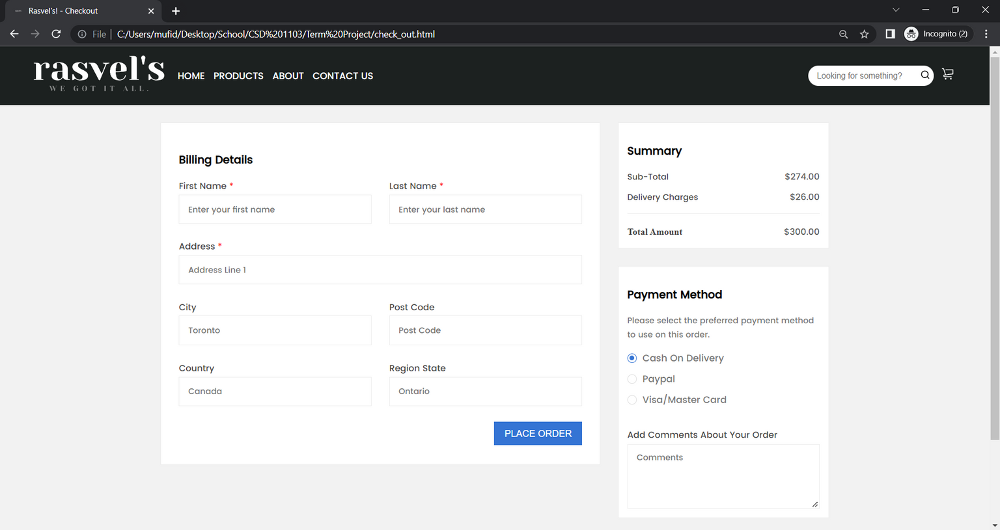 Rasvel's! - Checkout
File | C:/Users/mufid/Desktop/School/CSD%201103/Term%20Project/check_out.html
Incognito (2)
rasvel's
WE GOT IT ALL.
HOME PRODUCTS ABOUT CONTACT US
Looking for something?
Billing Details
First Name * Last Name *
Enter your first name Enter your last name
Address *
Address Line 1
City Post Code
Toronto Post Code
Country Region State
Canada Ontario
PLACE ORDER
Summary
Sub-Total $274.00
Delivery Charges $26.00
Total Amount $300.00
Payment Method
Please select the preferred payment method
to use on this order.
Cash On Delivery
Paypal
Visa/Master Card
Add Comments About Your Order
Comments